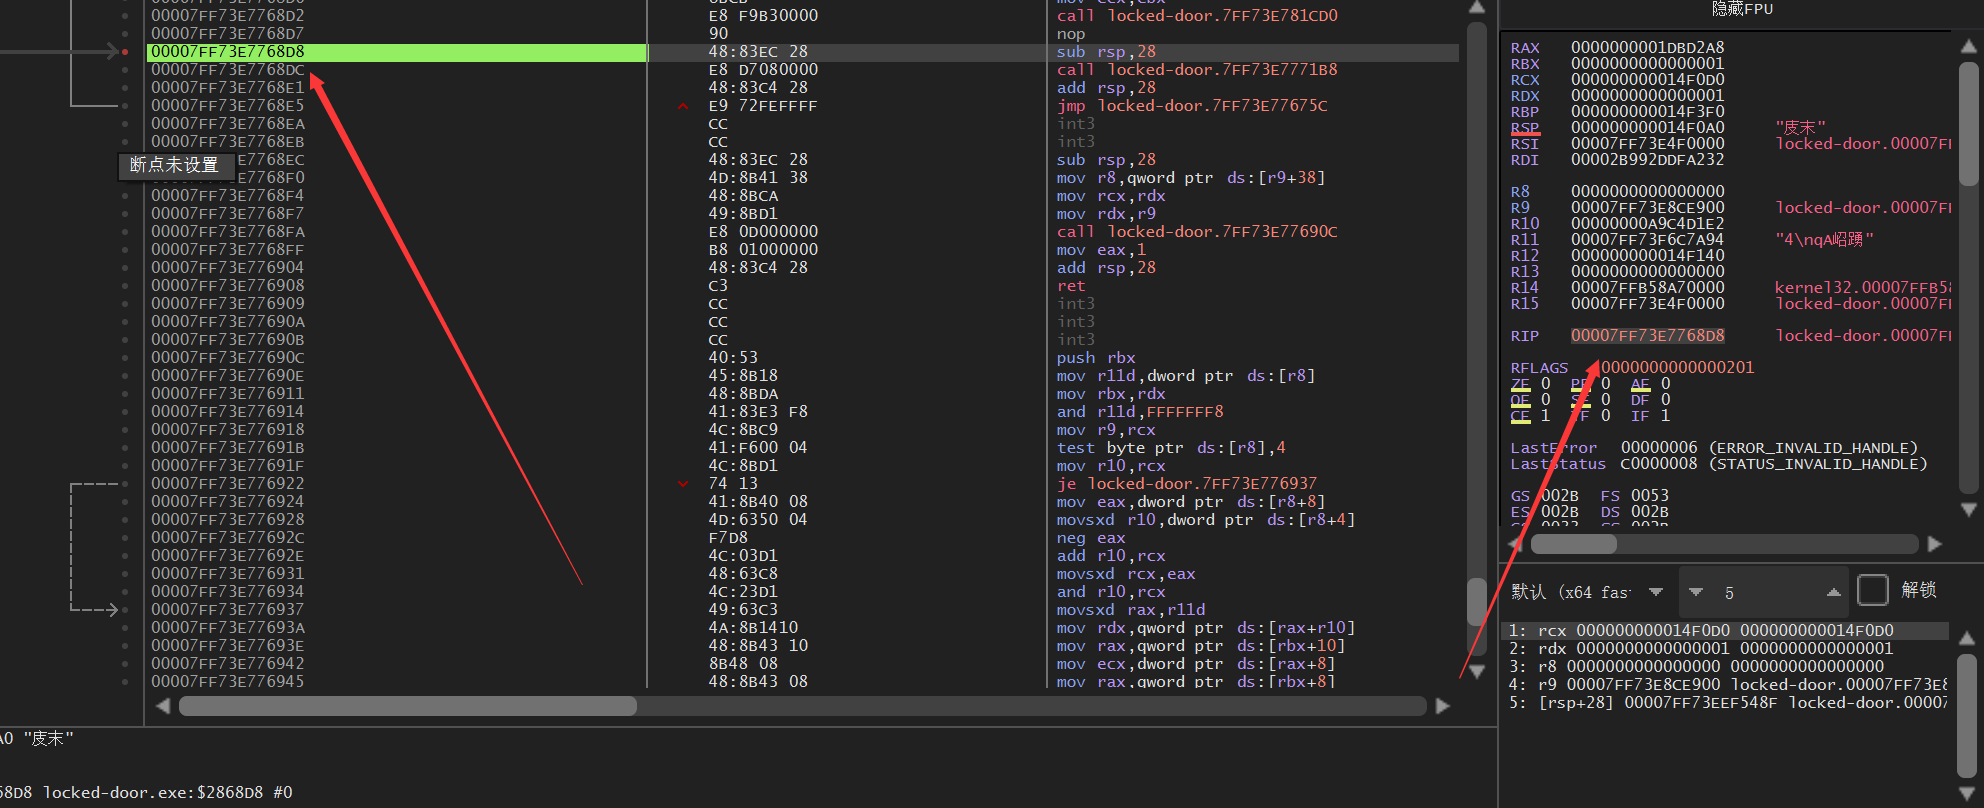 隐藏FPU
00007FF73E7768D2 E8 F9B30000 call locked-door.7FF73E781CD0
00007FF73E7768D7 90 nop
00007FF73E7768D8 48:83EC 28 sub rsp,28
00007FF73E7768DC E8 D7080000 call locked-door.7FF73E7771B8
00007FF73E7768E1 48:83C4 28 add rsp,28
00007FF73E7768E5 E9 72FEFFFF jmp locked-door.7FF73E77675C
00007FF73E7768EA CC int3
00007FF73E7768EB CC int3
00007FF73E7768EC 48:83EC 28 sub rsp,28
断点未设置
00007FF73E7768F0 4D:8B41 38 mov r8,qword ptr ds:[r9+38]
00007FF73E7768F4 48:8BCA mov rcx,rdx
00007FF73E7768F7 49:8BD1 mov rdx,r9
00007FF73E7768FA E8 0D000000 call locked-door.7FF73E77690C
00007FF73E7768FF B8 01000000 mov eax,1
00007FF73E776904 48:83C4 28 add rsp,28
00007FF73E776908 C3 ret
00007FF73E776909 CC int3
00007FF73E77690A CC int3
00007FF73E77690B CC int3
00007FF73E77690C 40:53 push rbx
00007FF73E77690E 45:8B18 mov r11d,dword ptr ds:[r8]
00007FF73E776911 48:8BDA mov rbx,rdx
00007FF73E776914 41:83E3 F8 and r11d,FFFFFFF8
00007FF73E776918 4C:8BC9 mov r9,rcx
00007FF73E77691B 41:F600 04 test byte ptr ds:[r8],4
00007FF73E77691F 4C:8BD1 mov r10,rcx
00007FF73E776922 74 13 je locked-door.7FF73E776937
00007FF73E776924 41:8B40 08 mov eax,dword ptr ds:[r8+8]
00007FF73E776928 4D:6350 04 movsxd r10,dword ptr ds:[r8+4]
00007FF73E77692C F7D8 neg eax
00007FF73E77692E 4C:03D1 add r10,rcx
00007FF73E776931 48:63C8 movsxd rcx,eax
00007FF73E776934 4C:23D1 and r10,rcx
00007FF73E776937 49:63C3 movsxd rax,r11d
00007FF73E77693A 4A:8B1410 mov rdx,qword ptr ds:[rax+r10]
00007FF73E77693E 48:8B43 10 mov rax,qword ptr ds:[rbx+10]
00007FF73E776942 8B48 08 mov ecx,dword ptr ds:[rax+8]
00007FF73E776945 48:8B43 08 mov rax,qword ptr ds:[rbx+8]
RAX 0000000001DBD2A8
RBX 0000000000000001
RCX 000000000014F0D0
RDX 0000000000000001
RBP 000000000014F3F0
RSP 000000000014F0A0 "庋末"
RSI 00007FF73E4F0000 locked-door.00007F
RDI 00002B992DDFA232
R8 0000000000000000
R9 00007FF73E8CE900 locked-door.00007F
R10 00000000A9C4D1E2
R11 00007FF73F6C7A94 "4\nqA岹踴"
R12 000000000014F140
R13 0000000000000000
R14 00007FFB58A70000 kernel32.00007FFB5
R15 00007FF73E4F0000 locked-door.00007F
RIP 00007FF73E7768D8 locked-door.00007F
RFLAGS 0000000000000201
ZF 0 PF 0 AF 0
OF 0 SF 0 DF 0
CF 1 TF 0 IF 1
LastError 00000006 (ERROR_INVALID_HANDLE)
LastStatus C0000008 (STATUS_INVALID_HANDLE)
GS 002B FS 0053
ES 002B DS 002B
默认 (x64 fas 5 解锁
1: rcx 000000000014F0D0 000000000014F0D0
2: rdx 0000000000000001 0000000000000001
3: r8 0000000000000000 0000000000000000
4: r9 00007FF73E8CE900 locked-door.00007FF73E8
5: [rsp+28] 00007FF73EEF548F locked-door.00007
A0 "庋末"
68D8 locked-door.exe:$2868D8 #0